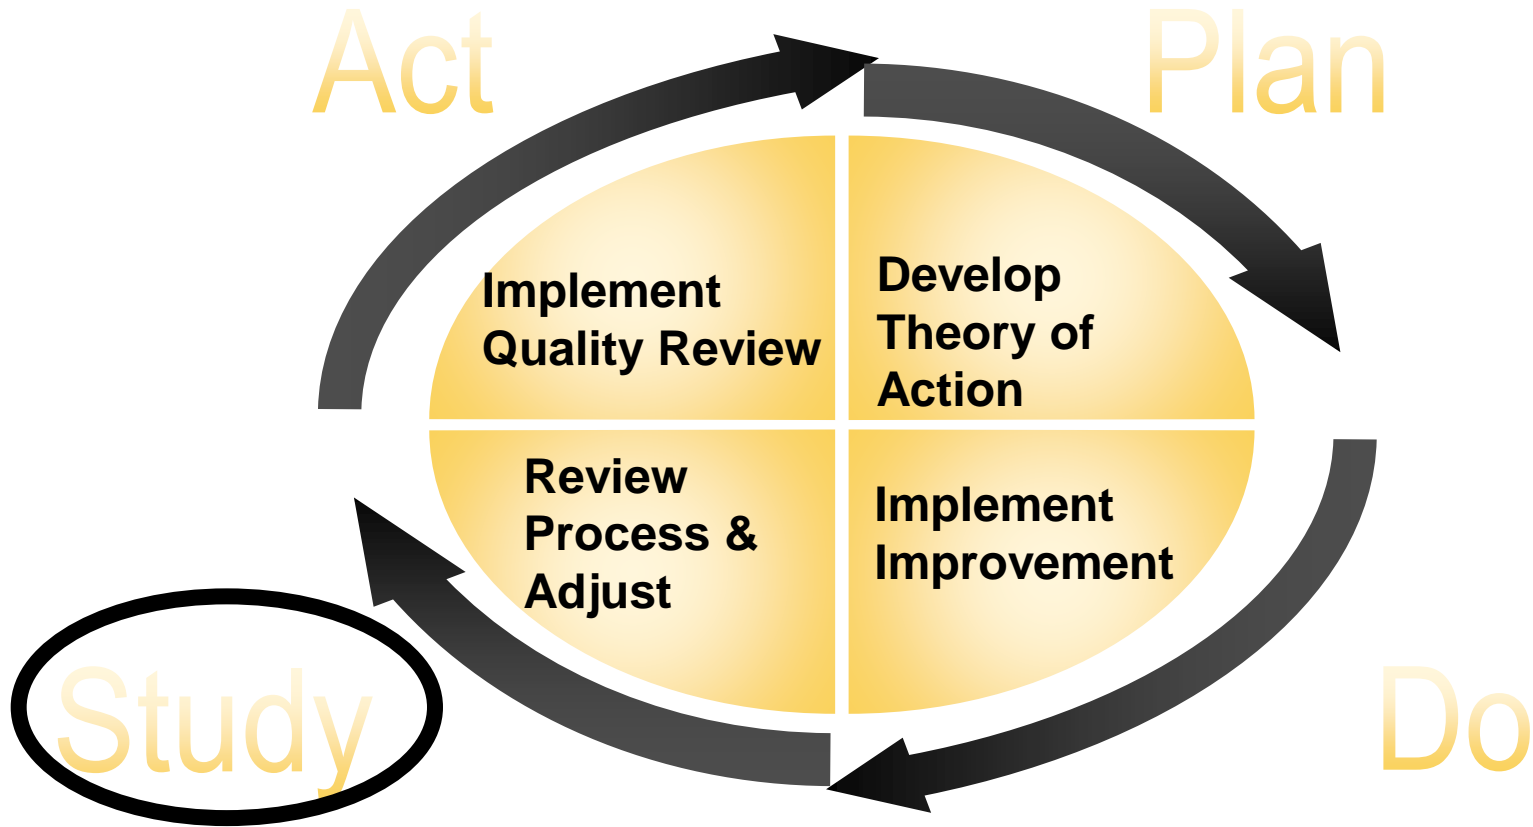 Act
Plan
Implement
Quality Review
Develop
Theory of
Action
Review
Process &
Adjust
Implement
Improvement
Study
Do